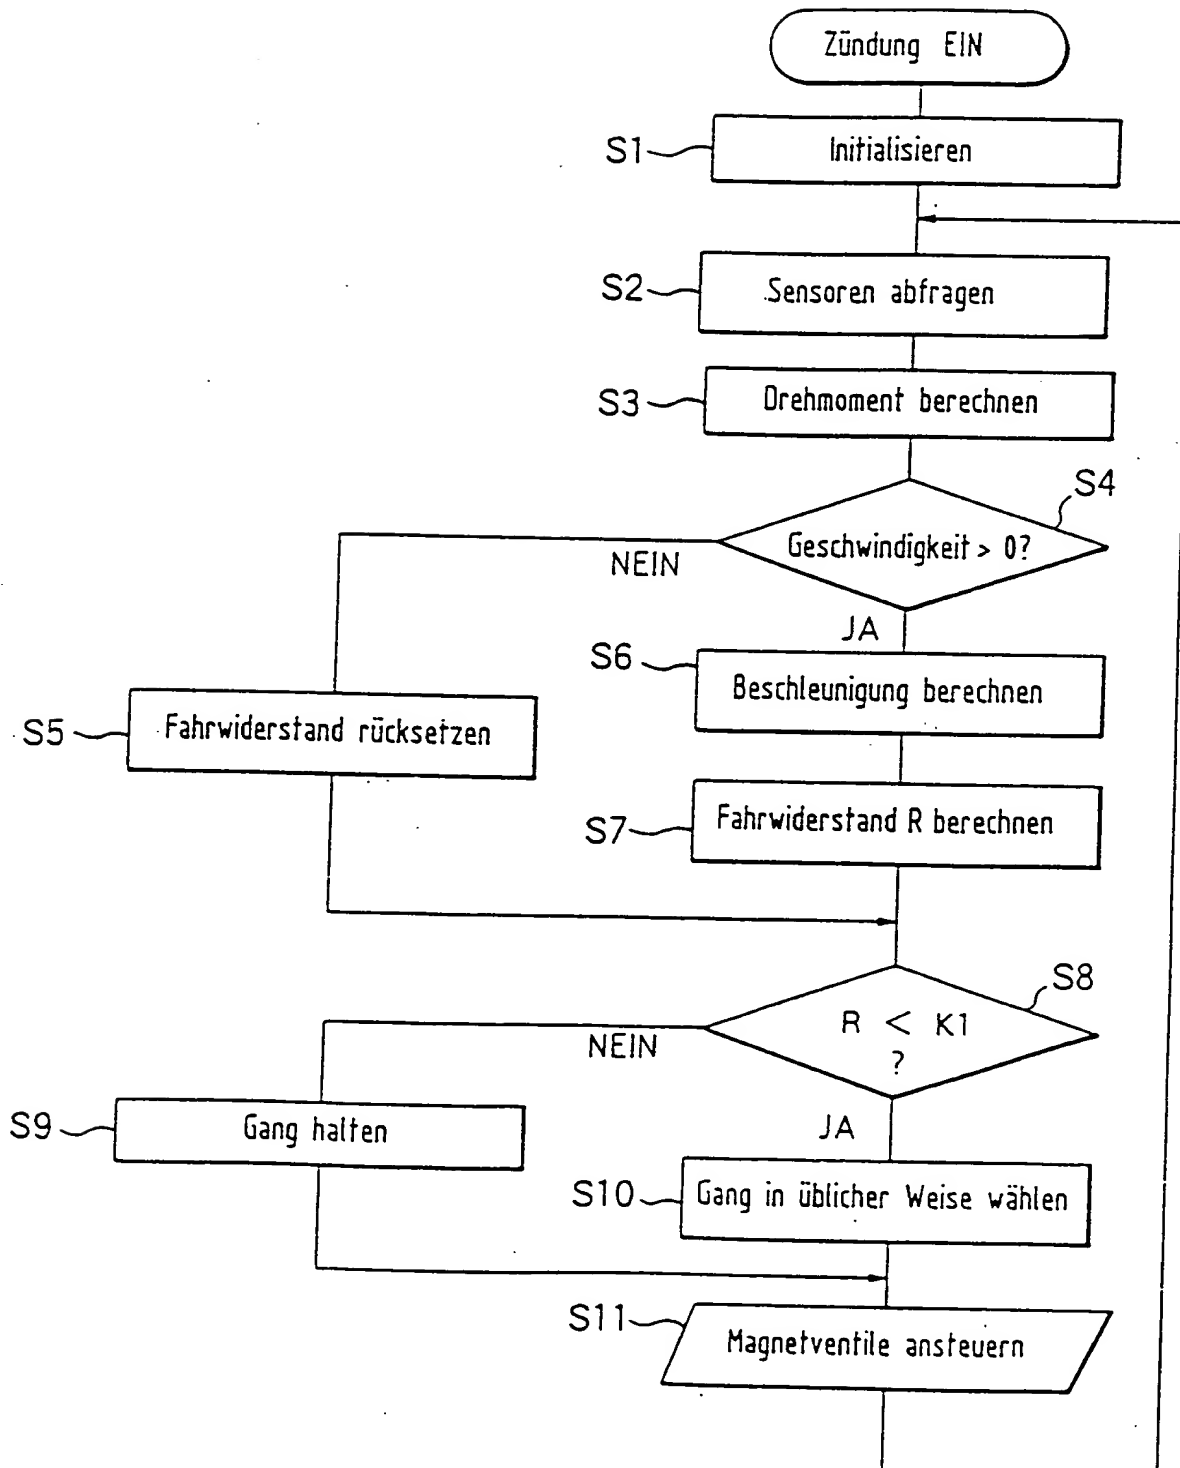 Zündung EIN
S1
Initialisieren
S2
Sensoren abfragen
S3
Drehmoment berechnen
S4
Geschwindigkeit > 0?
NEIN
JA
S6
Beschleunigung berechnen
S5
Fahrwiderstand rücksetzen
S7
Fahrwiderstand R berechnen
S8
R < K1
?
NEIN
JA
S9
Gang halten
S10
Gang in üblicher Weise wählen
S11
Magnetventile ansteuern